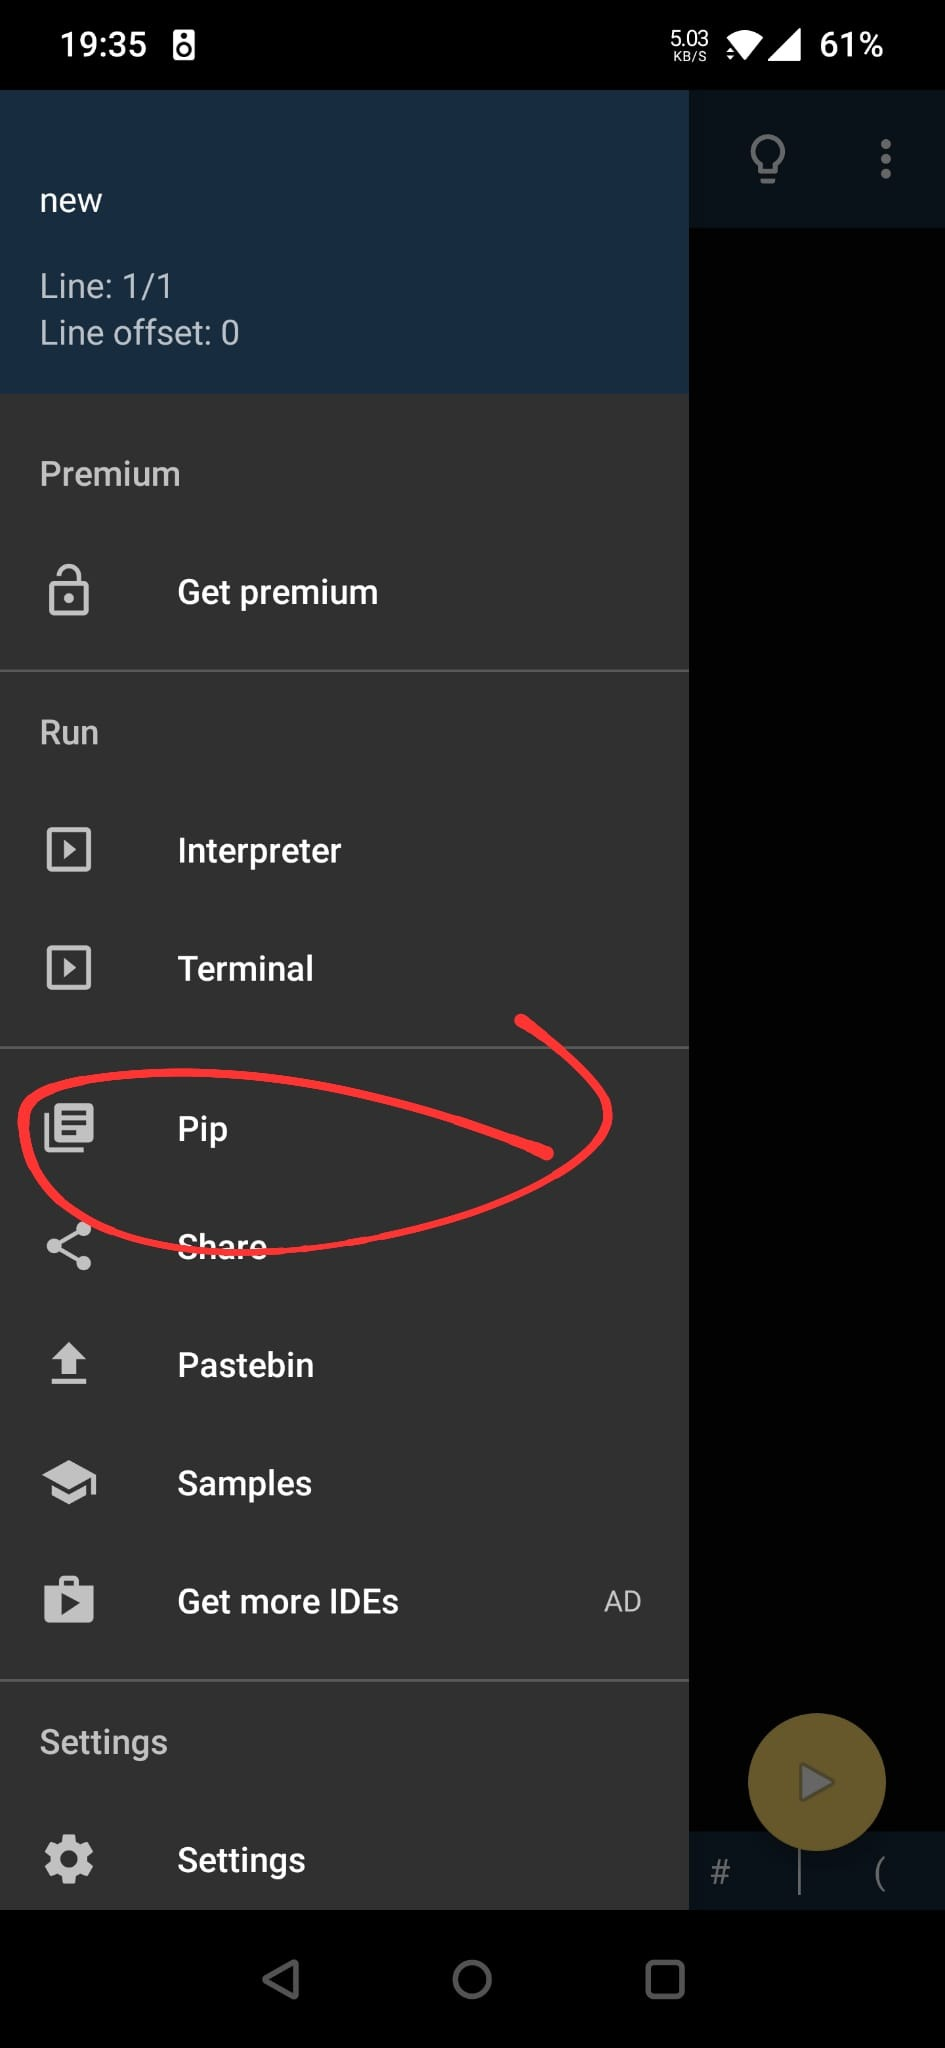 19:35
5.03
KB/S
61%
new
Line: 1/1
Line offset: 0
Premium
Get premium
Run
Interpreter
Terminal
Pip
Share
Pastebin
Samples
Get more IDEs AD
Settings
Settings
# | (